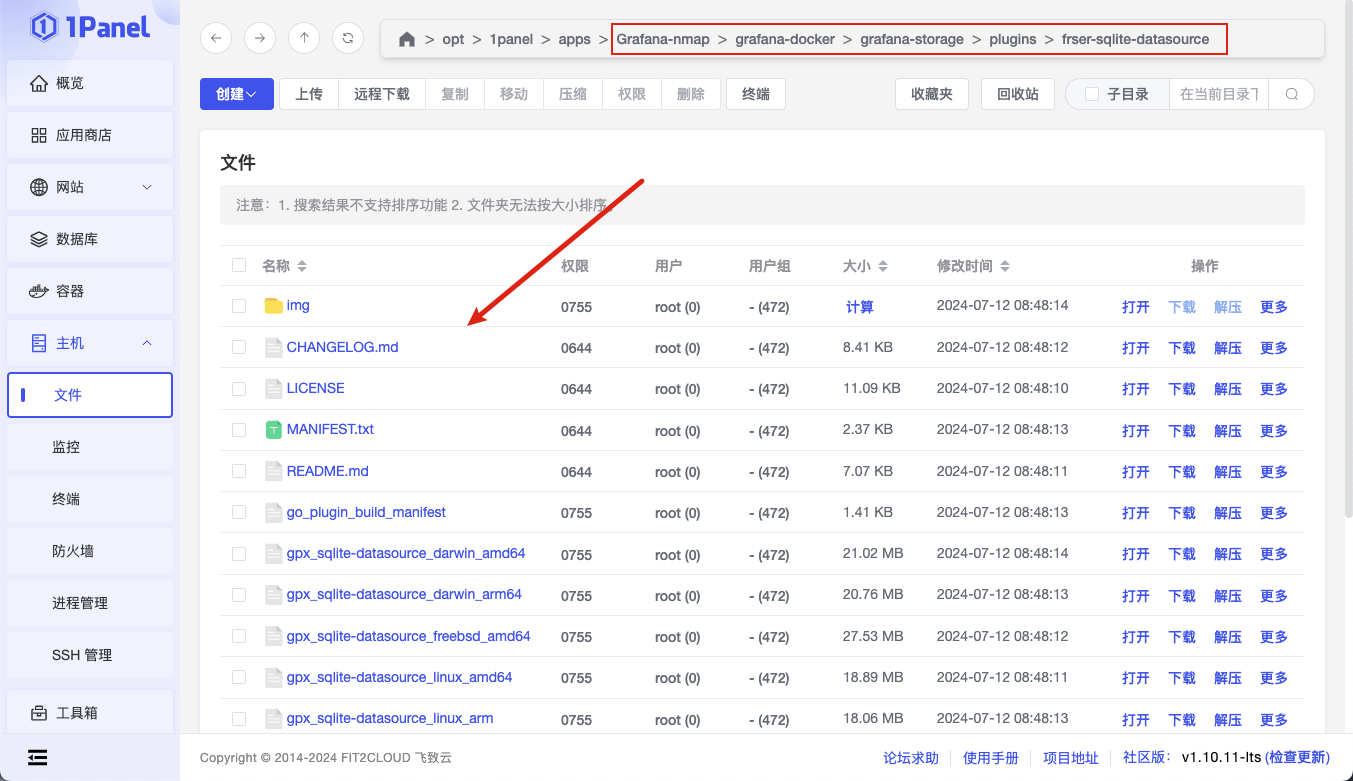 1Panel
> opt > 1panel > apps > Grafana-nmap > grafana-docker > grafana-storage > plugins > frser-sqlite-datasource
概览
应用商店
网站
数据库
容器
主机
文件
监控
终端
防火墙
进程管理
SSH 管理
工具箱
创建 上传 远程下载 复制 移动 压缩 权限 删除 终端 收藏夹 回收站 子目录 在当前目录下
文件
注意：1. 搜索结果不支持排序功能 2. 文件夹无法按大小排序。
名称 权限 用户 用户组 大小 修改时间 操作
img 0755 root (0) - (472) 计算 2024-07-12 08:48:14 打开 下载 解压 更多
CHANGELOG.md 0644 root (0) - (472) 8.41 KB 2024-07-12 08:48:12 打开 下载 解压 更多
LICENSE 0644 root (0) - (472) 11.09 KB 2024-07-12 08:48:10 打开 下载 解压 更多
T MANIFEST.txt 0644 root (0) - (472) 2.37 KB 2024-07-12 08:48:13 打开 下载 解压 更多
README.md 0644 root (0) - (472) 7.07 KB 2024-07-12 08:48:11 打开 下载 解压 更多
go_plugin_build_manifest 0755 root (0) - (472) 1.41 KB 2024-07-12 08:48:13 打开 下载 解压 更多
gpx_sqlite-datasource_darwin_amd64 0755 root (0) - (472) 21.02 MB 2024-07-12 08:48:14 打开 下载 解压 更多
gpx_sqlite-datasource_darwin_arm64 0755 root (0) - (472) 20.76 MB 2024-07-12 08:48:13 打开 下载 解压 更多
gpx_sqlite-datasource_freebsd_amd64 0755 root (0) - (472) 27.53 MB 2024-07-12 08:48:12 打开 下载 解压 更多
gpx_sqlite-datasource_linux_amd64 0755 root (0) - (472) 18.89 MB 2024-07-12 08:48:11 打开 下载 解压 更多
gpx_sqlite-datasource_linux_arm 0755 root (0) - (472) 18.06 MB 2024-07-12 08:48:13 打开 下载 解压 更多
Copyright © 2014-2024 FIT2CLOUD 飞致云 论坛求助 使用手册 项目地址 社区版： v1.10.11-lts (检查更新)